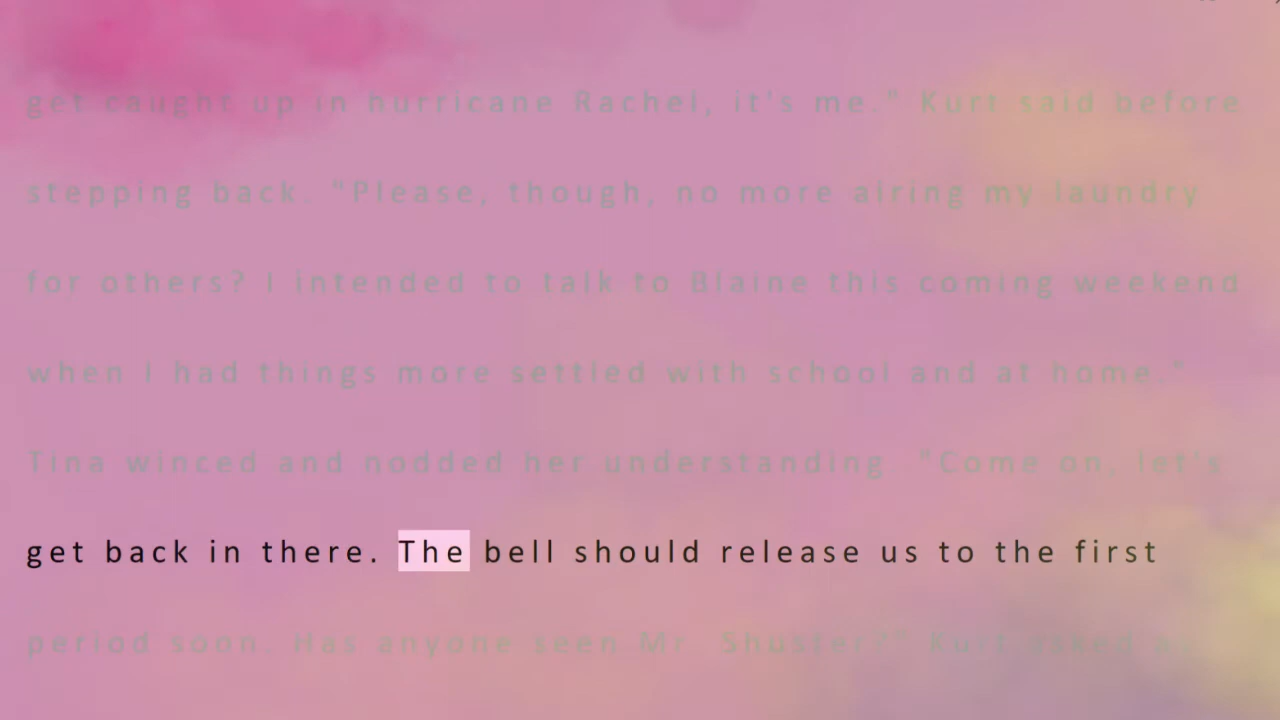 get caught up in hurricane Rachel, it's me." Kurt said before
stepping back. "Please, though, no more airing my laundry
for others? I intended to talk to Blaine this coming weekend
when I had things more settled with school and at home."
Tina winced and nodded her understanding. "Come on, let's
get back in there. The bell should release us to the first
period soon. Has anyone seen Mr. Shuster?" Kurt asked as